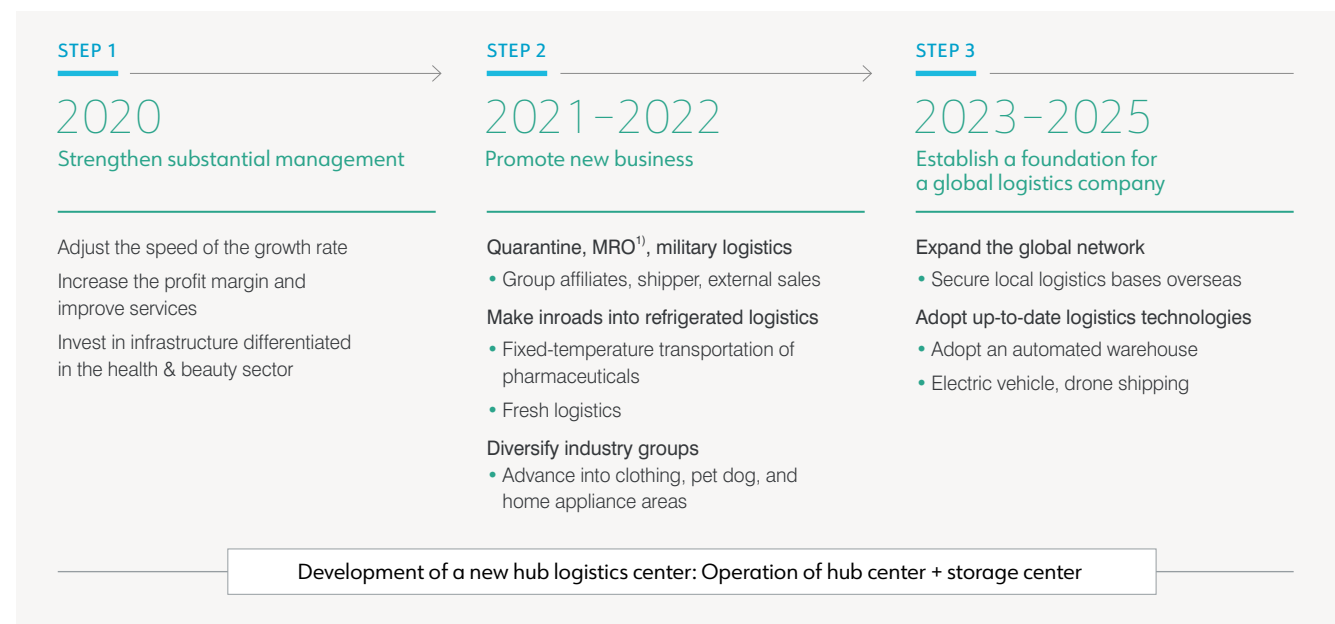 STEP 1
2020
Strengthen substantial management
Adjust the speed of the growth rate
Increase the profit margin and
improve services
Invest in infrastructure differentiated
in the health & beauty sector
STEP 2
2021–2022
Promote new business
Quarantine, MRO1), military logistics
• Group affiliates, shipper, external sales
Make inroads into refrigerated logistics
• Fixed-temperature transportation of
pharmaceuticals
• Fresh logistics
Diversify industry groups
• Advance into clothing, pet dog, and
home appliance areas
STEP 3
2023–2025
Establish a foundation for
a global logistics company
Expand the global network
• Secure local logistics bases overseas
Adopt up-to-date logistics technologies
• Adopt an automated warehouse
• Electric vehicle, drone shipping
Development of a new hub logistics center: Operation of hub center + storage center